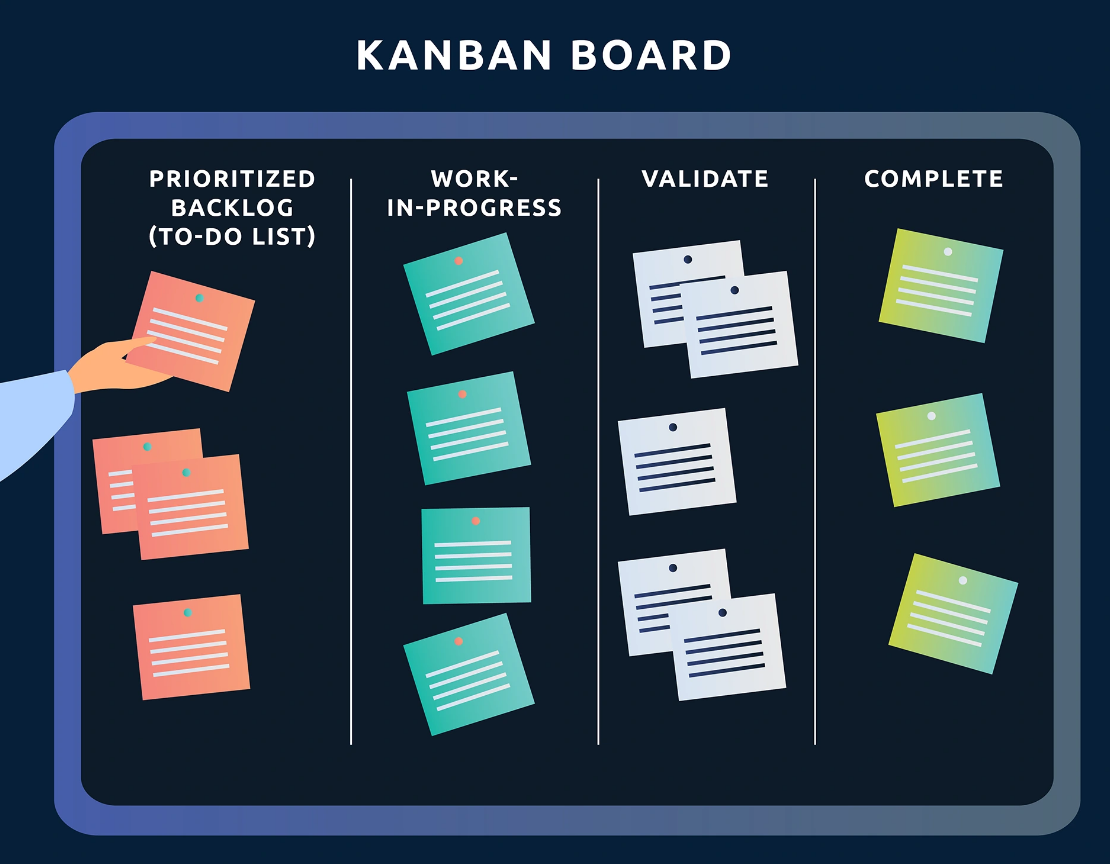 KANBAN BOARD
PRIORITIZED
BACKLOG
(TO-DO LIST)
WORK-
IN-PROGRESS
VALIDATE
COMPLETE